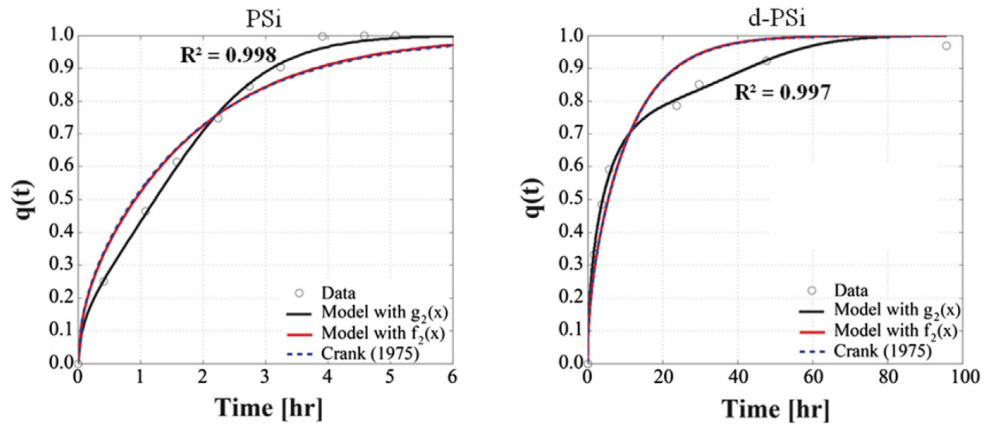 PSi
1.0
0.9
0.8
0.7
0.6
0.5
0.4
0.3
0.2
0.1
0.0
q(t)
R² = 0.998
Data
Model with g₂(x)
Model with f₂(x)
Crank (1975)
0 1 2 3 4 5 6
Time [hr]
d-PSi
1.0
0.9
0.8
0.7
0.6
0.5
0.4
0.3
0.2
0.1
0.0
q(t)
R² = 0.997
Data
Model with g₂(x)
Model with f₂(x)
Crank (1975)
0 20 40 60 80 100
Time [hr]